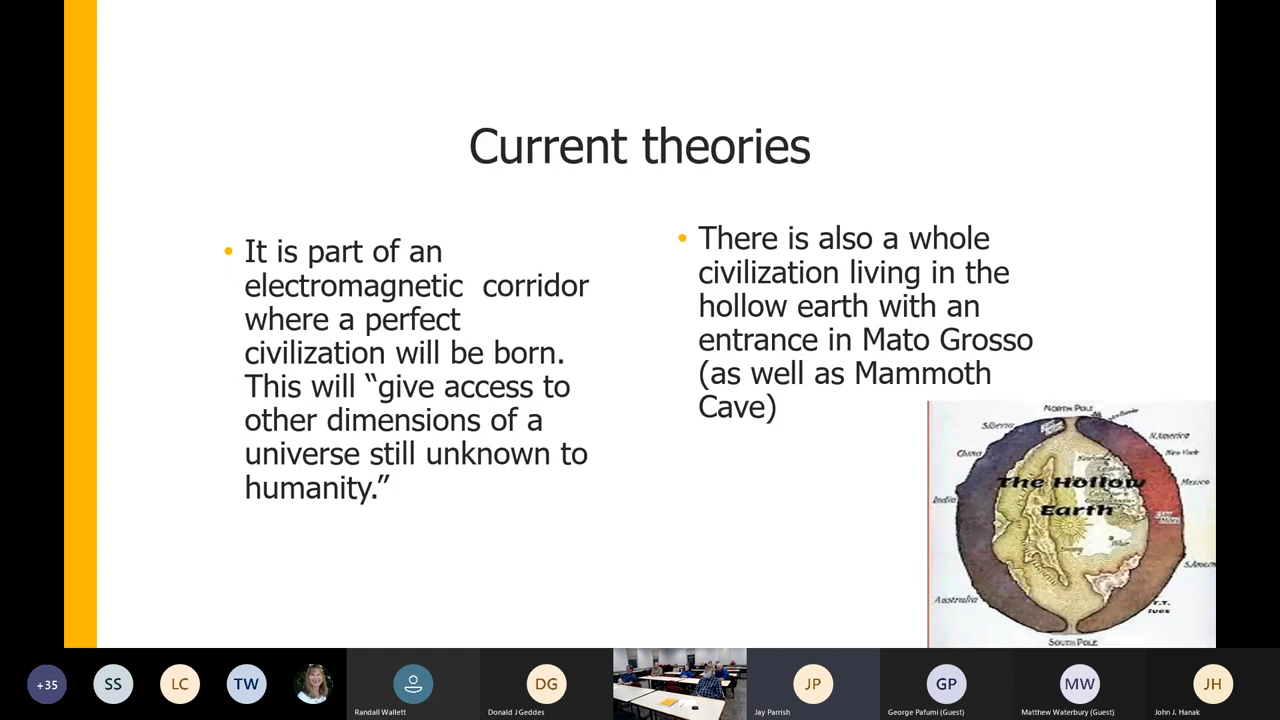 Current theories
• It is part of an
electromagnetic  corridor
where a perfect
civilization will be born.
This will “give access to
other dimensions of a
universe still unknown to
humanity.”
• There is also a whole
civilization living in the
hollow earth with an
entrance in Mato Grosso
(as well as Mammoth
Cave)
NORTH POLE
Siberia
N. America
China
New York
The Hollow
Mexico
India
Earth
S. Ameri
Australia
SOUTH POLE
+35
SS
LC
TW
Randall Wallett
DG
Donald J Geddes
JP
Jay Parrish
GP
George Pafumi (Guest)
MW
Matthew Waterbury (Guest)
JH
John J. Hanak